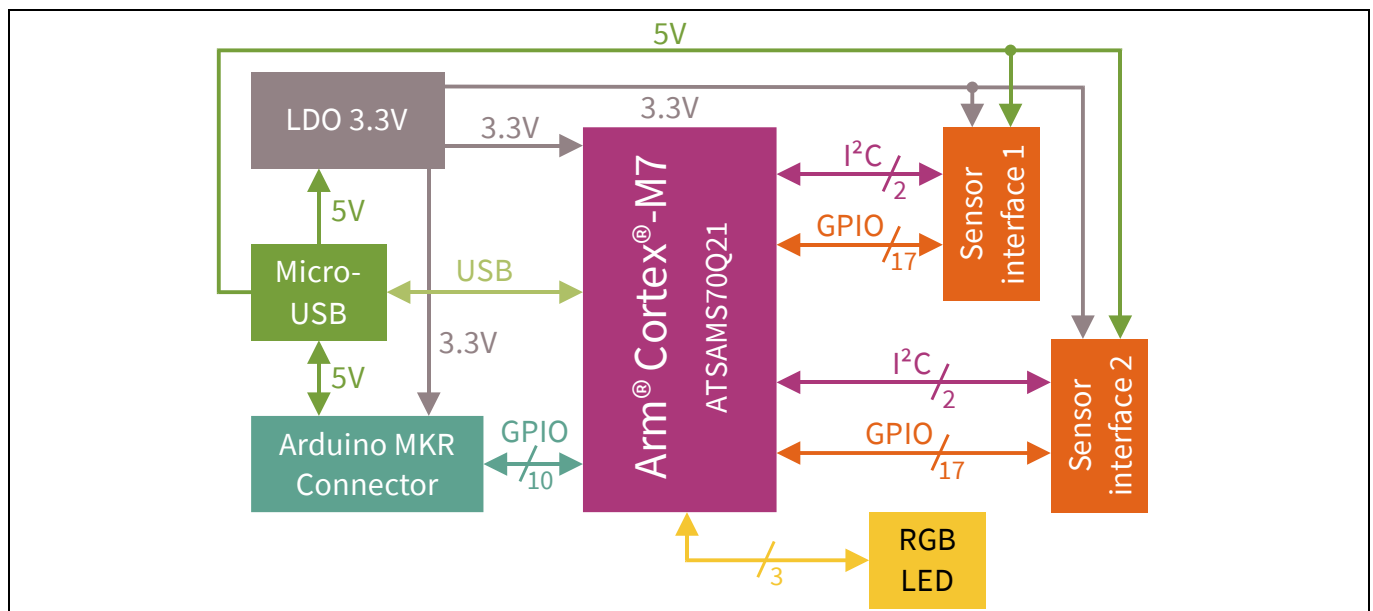 5V
LDO 3.3V
3.3V
3.3V
5V
Micro-
USB
USB
3.3V
5V
Arduino MKR
Connector
GPIO
10
Arm® Cortex®-M7
ATSAMS70Q21
I²C
2
GPIO
17
Sensor
interface 1
I²C
2
GPIO
17
Sensor
interface 2
3
RGB
LED